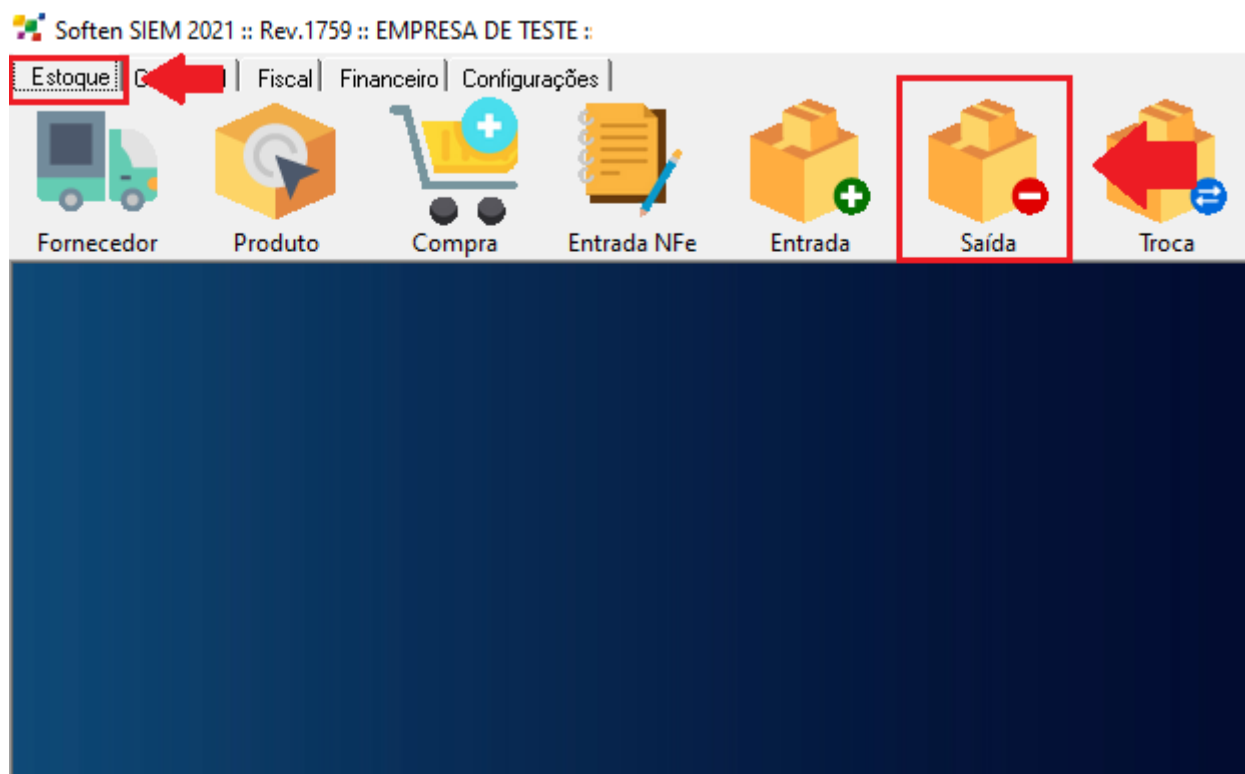 Soften SIEM 2021 :: Rev.1759 :: EMPRESA DE TESTE ::
Estoque Fiscal Financeiro Configurações
Fornecedor Produto Compra Entrada NFe Entrada Saída Troca